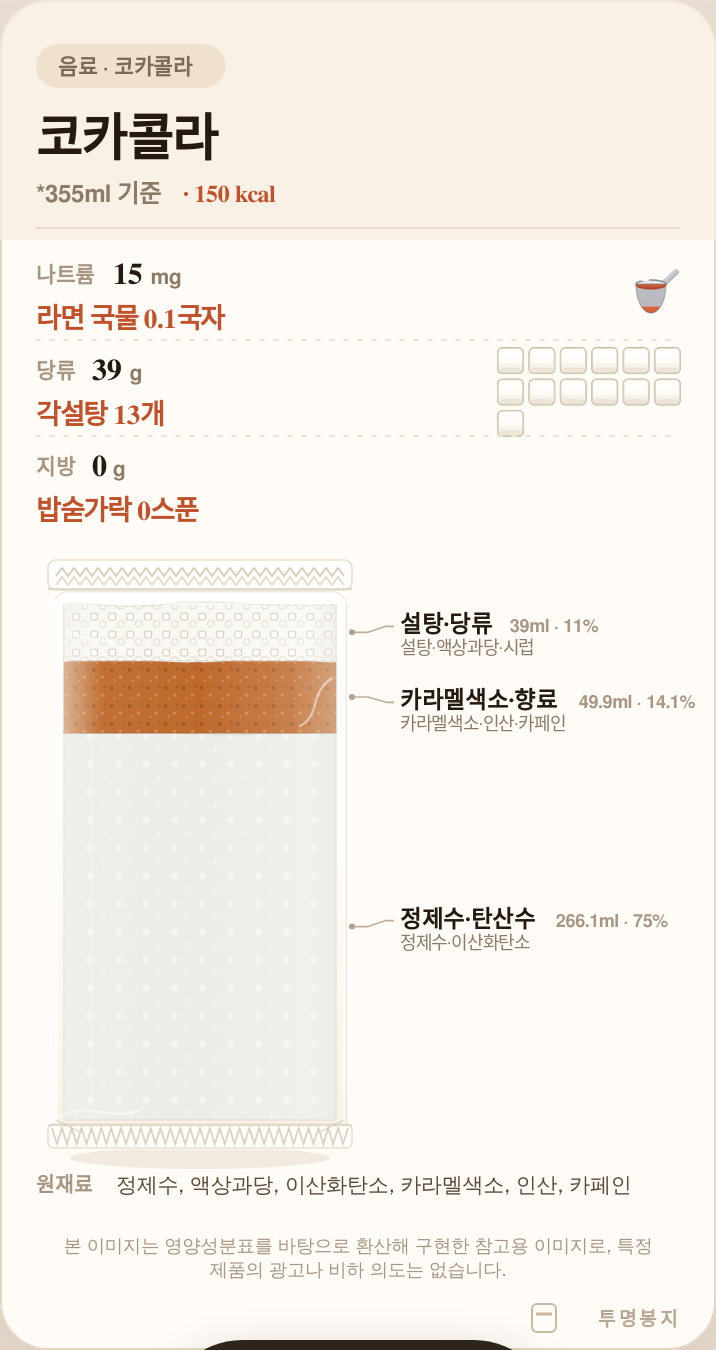 음료 · 코카콜라
코카콜라
*355ml 기준 · 150 kcal
나트륨 15 mg
라면 국물 0.1국자
당류 39 g
각설탕 13개
지방 0 g
밥숟가락 0스푼
설탕·당류 39ml · 11%
설탕·액상과당·시럽
카라멜색소·향료 49.9ml · 14.1%
카라멜색소·인산·카페인
정제수·탄산수 266.1ml · 75%
정제수·이산화탄소
원재료 정제수, 액상과당, 이산화탄소, 카라멜색소, 인산, 카페인
본 이미지는 영양성분표를 바탕으로 환산해 구현한 참고용 이미지로, 특정
제품의 광고나 비하 의도는 없습니다.
투명봉지